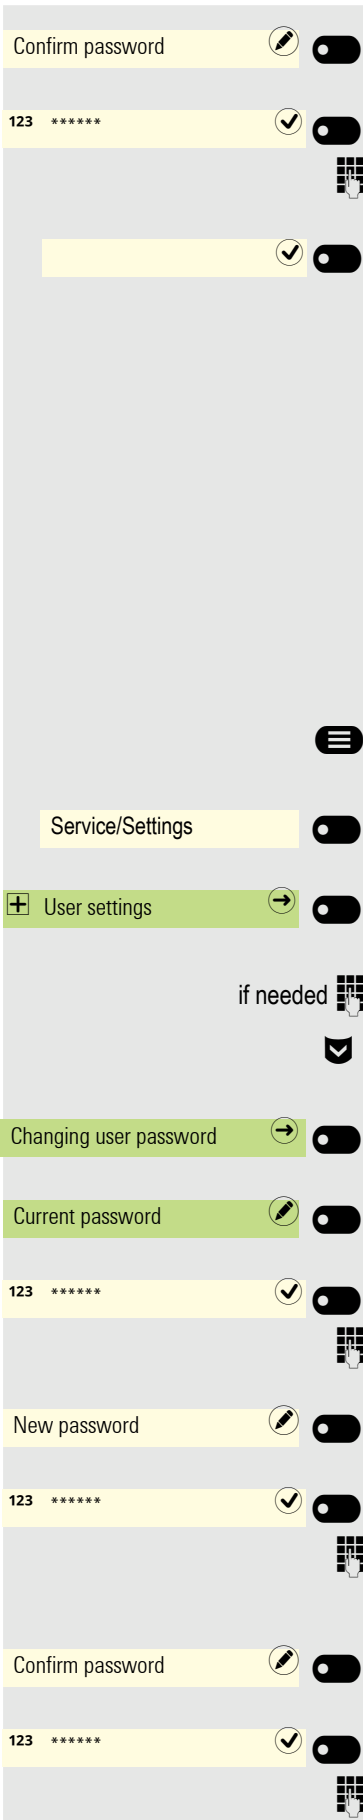 Confirm password
123 ******
Service/Settings
User settings
if needed
Changing user password
Current password
123 ******
New password
123 ******
Confirm password
123 ******